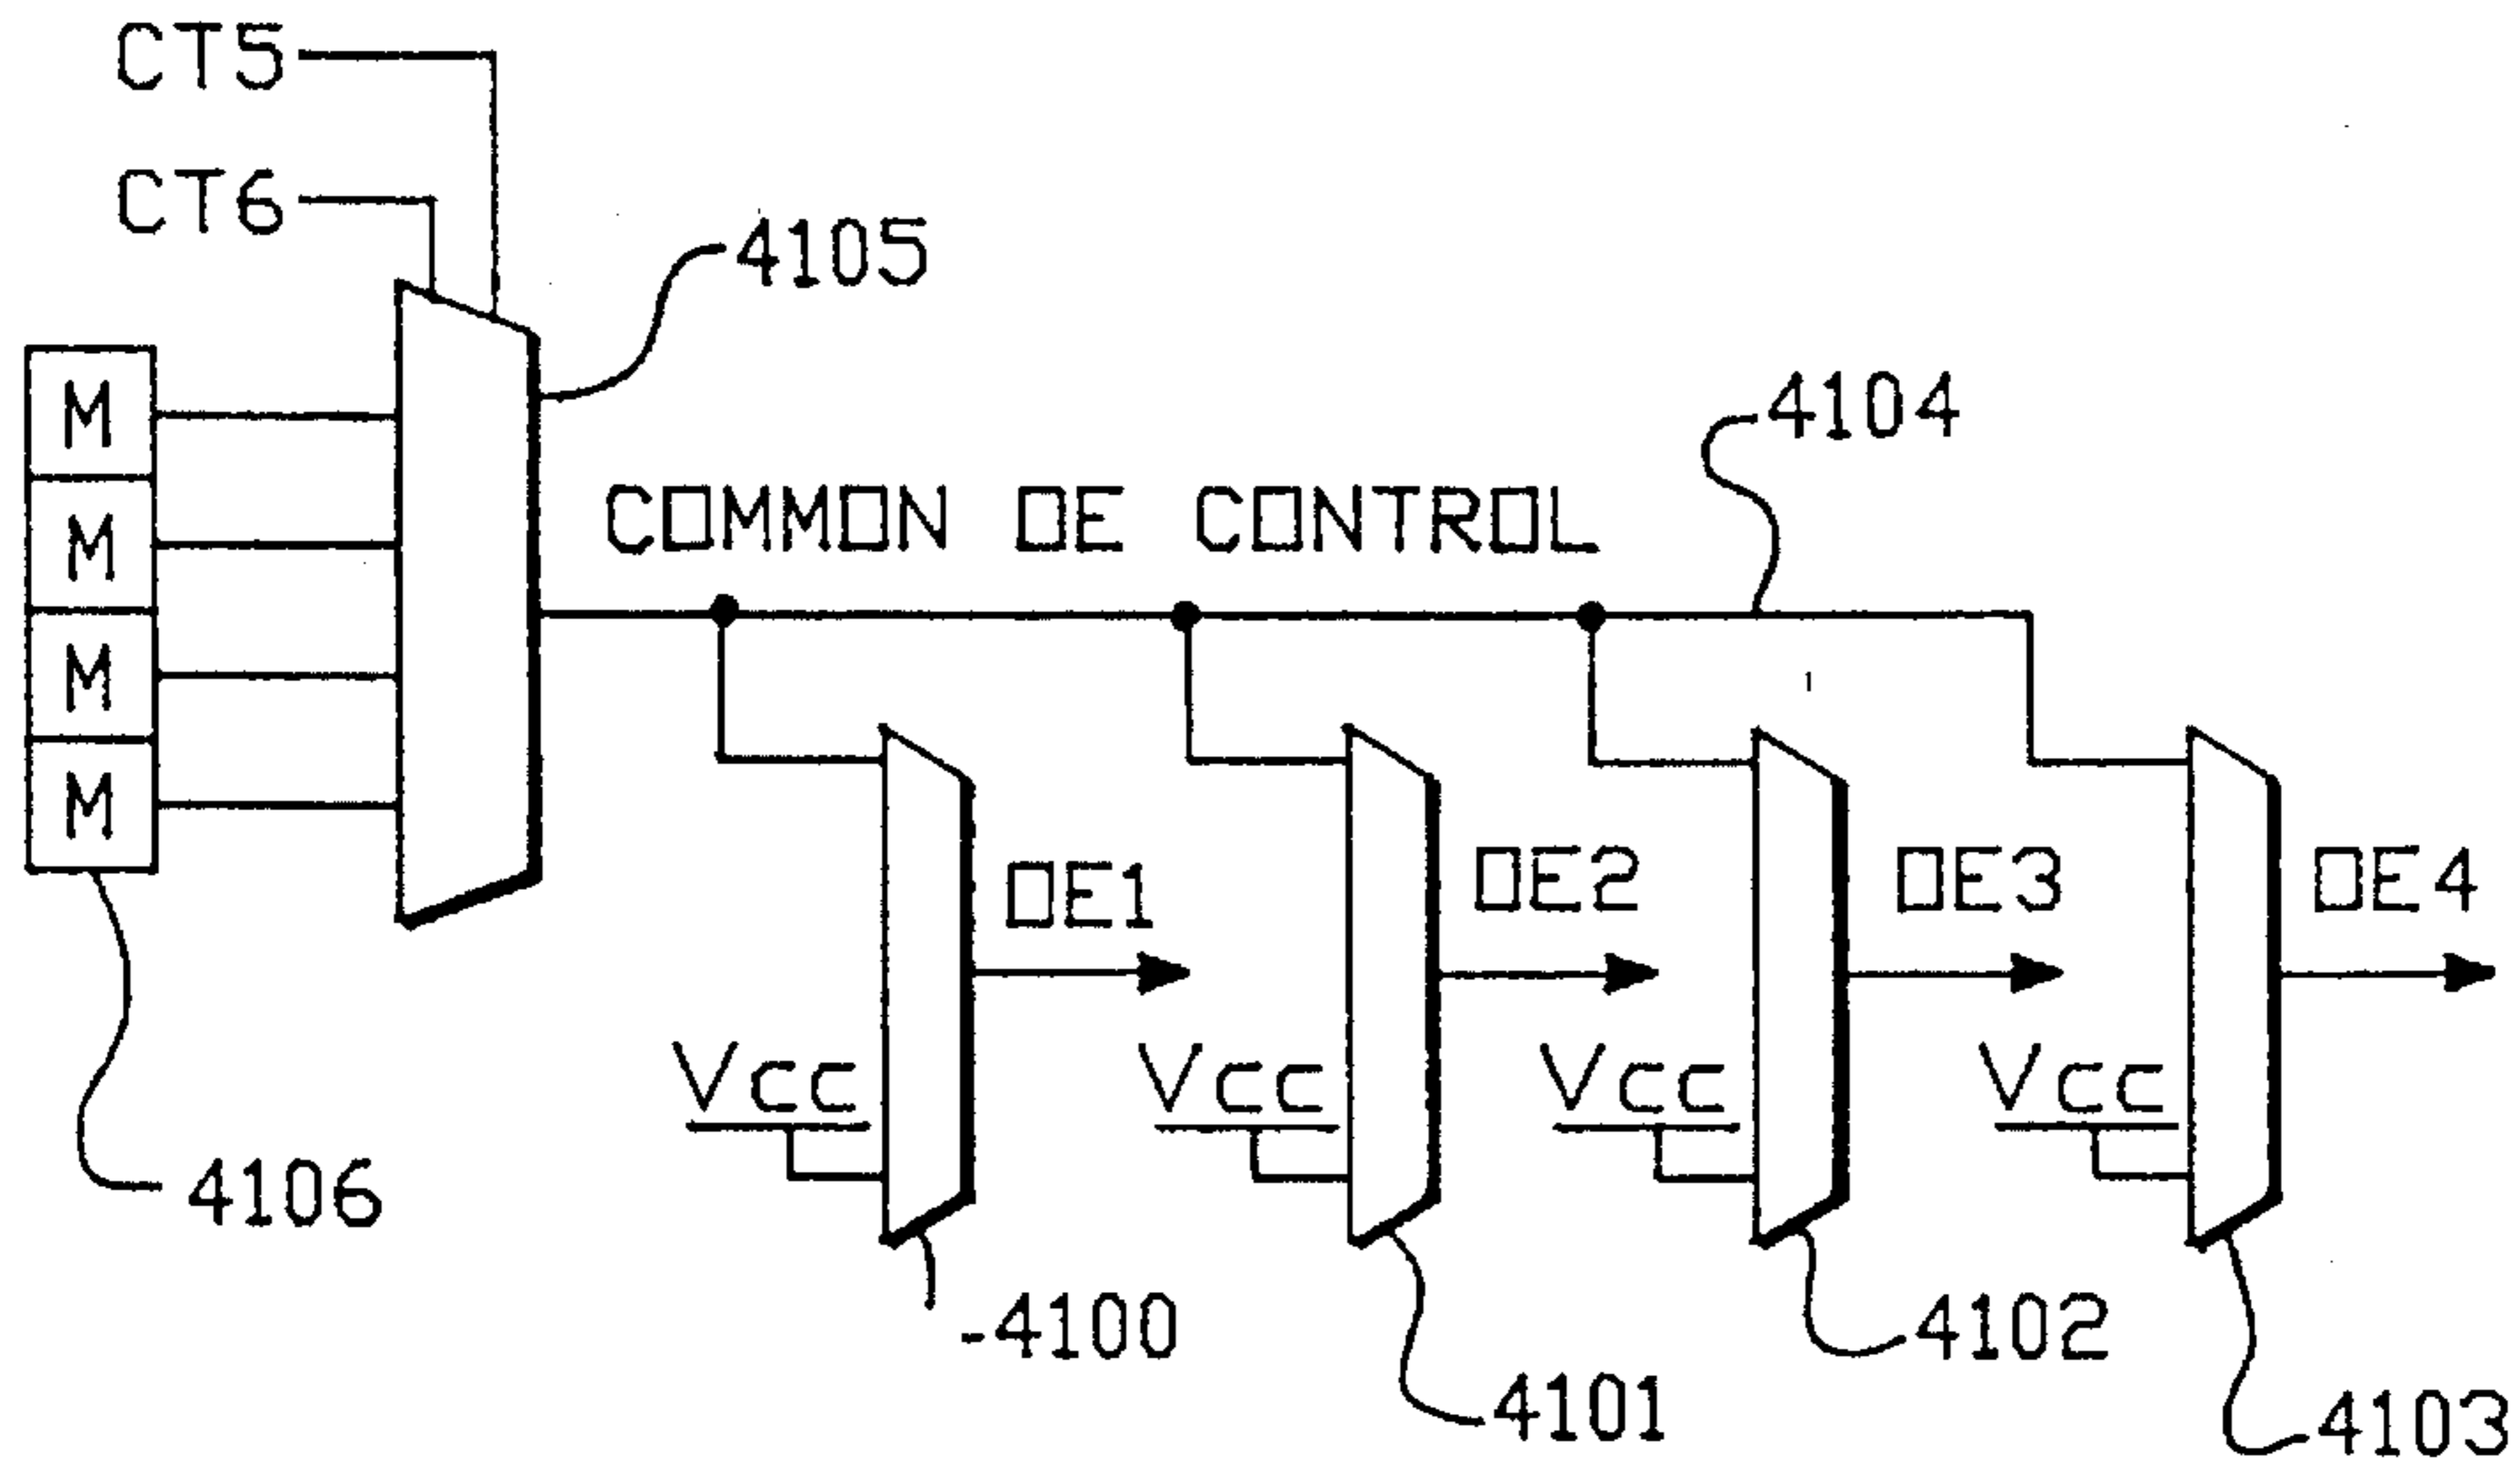 CT5
CT6
4105
4104
M
M
M
M
COMMON OE CONTROL
OE1
OE2
OE3
OE4
Vcc
Vcc
Vcc
Vcc
4106
4100
4101
4102
4103